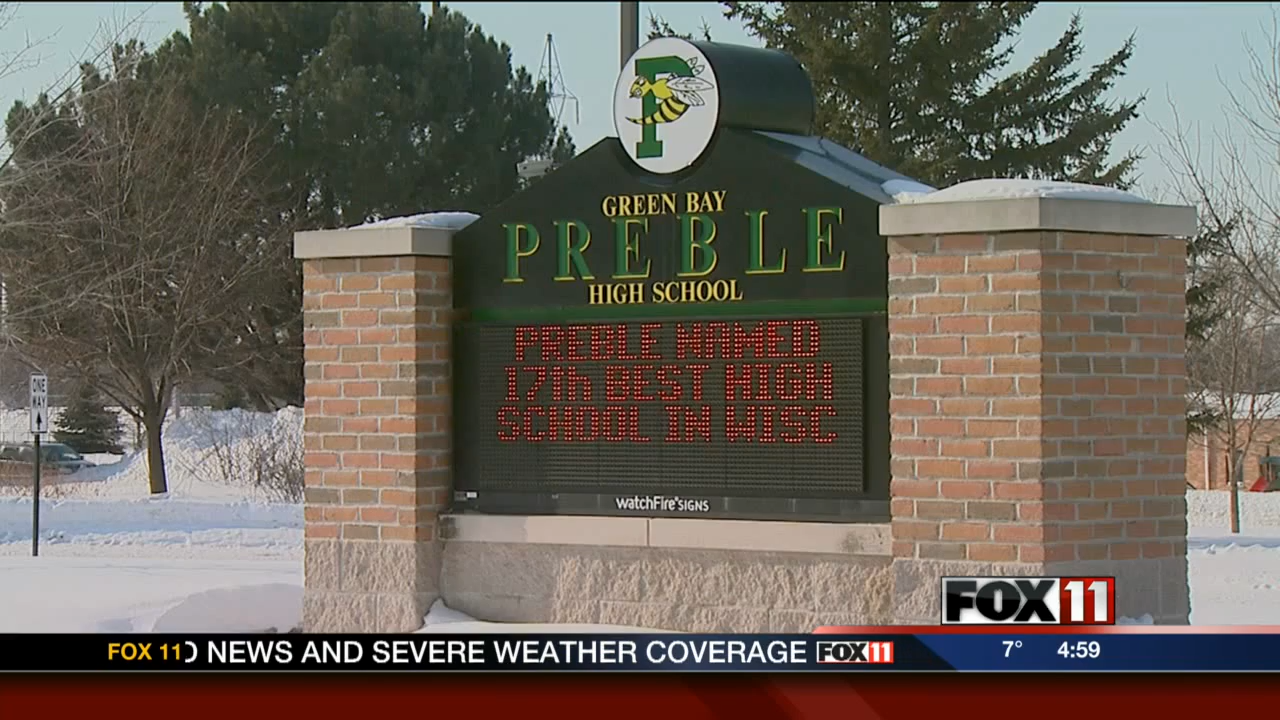 P
GREEN BAY
PREBLE
HIGH SCHOOL
PREBLE NAMED
17th BEST HIGH
SCHOOL IN WISC
watchFire SIGNS
ONE
WAY
FOX 11
FOX 11 D NEWS AND SEVERE WEATHER COVERAGE FOX 11 7° 4:59